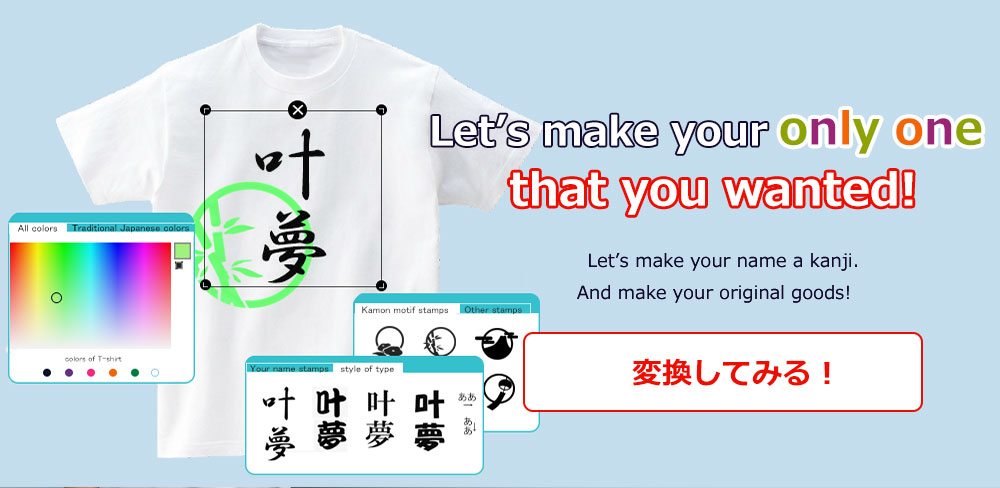 叶
夢
Let's make your only one
that you wanted!
Let's make your name a kanji.
And make your original goods!
変換してみる！
All colors
Traditional Japanese colors
colors of T-shirt
Kamon motif stamps
Other stamps
Your name stamps
style of type
叶 叶 叶 叶
夢 夢 夢 夢
ああ
→
ああ↓